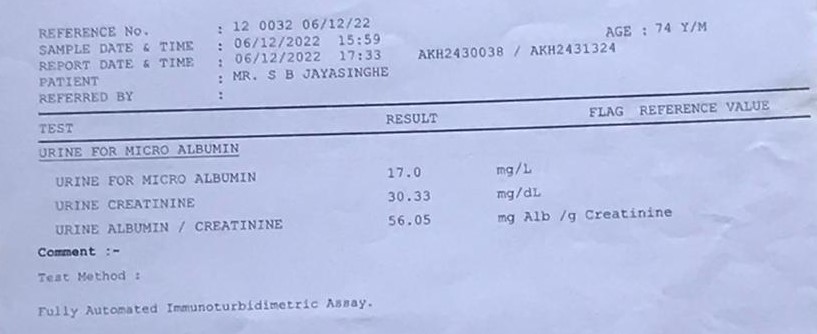 REFERENCE No. : 12 0032 06/12/22
AGE : 74 Y/M
SAMPLE DATE & TIME : 06/12/2022 15:59
REPORT DATE & TIME : 06/12/2022 17:33 AKH2430038 / AKH2431324
PATIENT : MR. S B JAYASINGHE
REFERRED BY :
TEST RESULT FLAG REFERENCE VALUE
URINE FOR MICRO ALBUMIN
URINE FOR MICRO ALBUMIN 17.0 mg/L
URINE CREATININE 30.33 mg/dL
URINE ALBUMIN / CREATININE 56.05 mg Alb /g Creatinine
Comment :-
Test Method :
Fully Automated Immunoturbidimetric Assay.